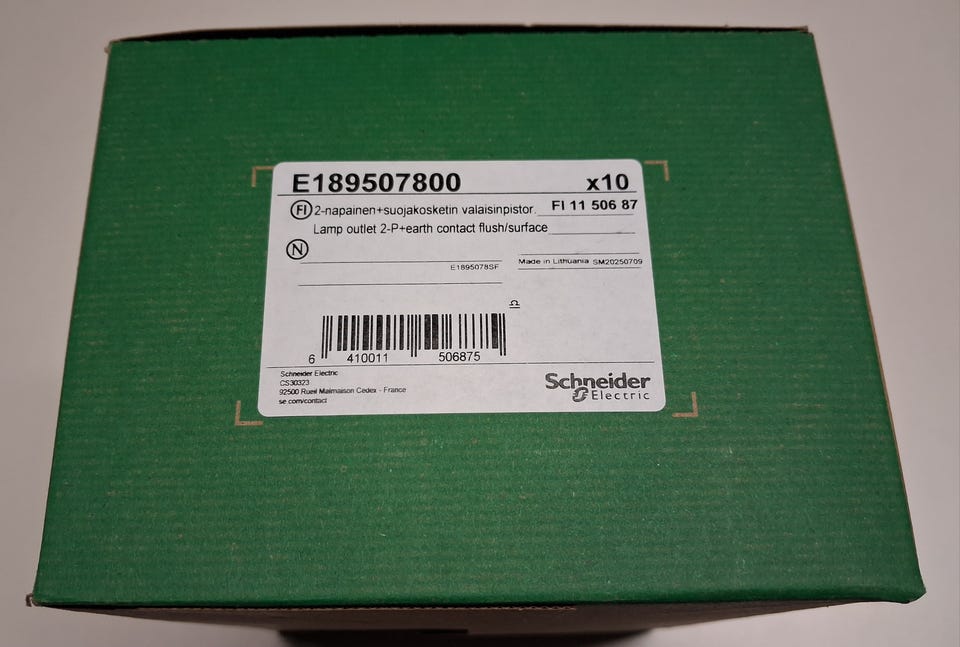 E189507800 x10
FI 2-napainen+suojakosketin valaisinpistor. FI 11 506 87
Lamp outlet 2-P+earth contact flush/surface
N
E1895078SF Made in Lithuania SM20250709
6 410011 506875
Schneider Electric
CS30323
92500 Rueil Malmaison Cedex - France
se.com/contact
Schneider
Electric